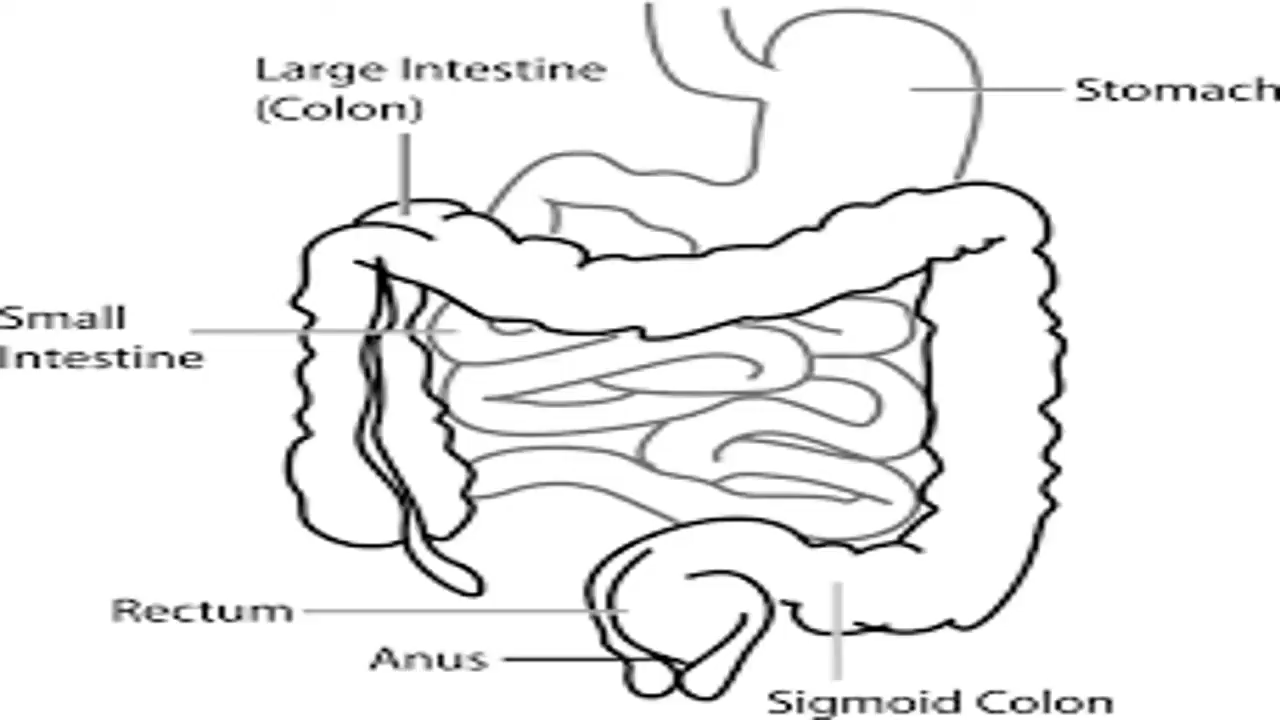 Large Intestine
(Colon)
Stomach
Small
Intestine
Rectum
Anus
Sigmoid Colon